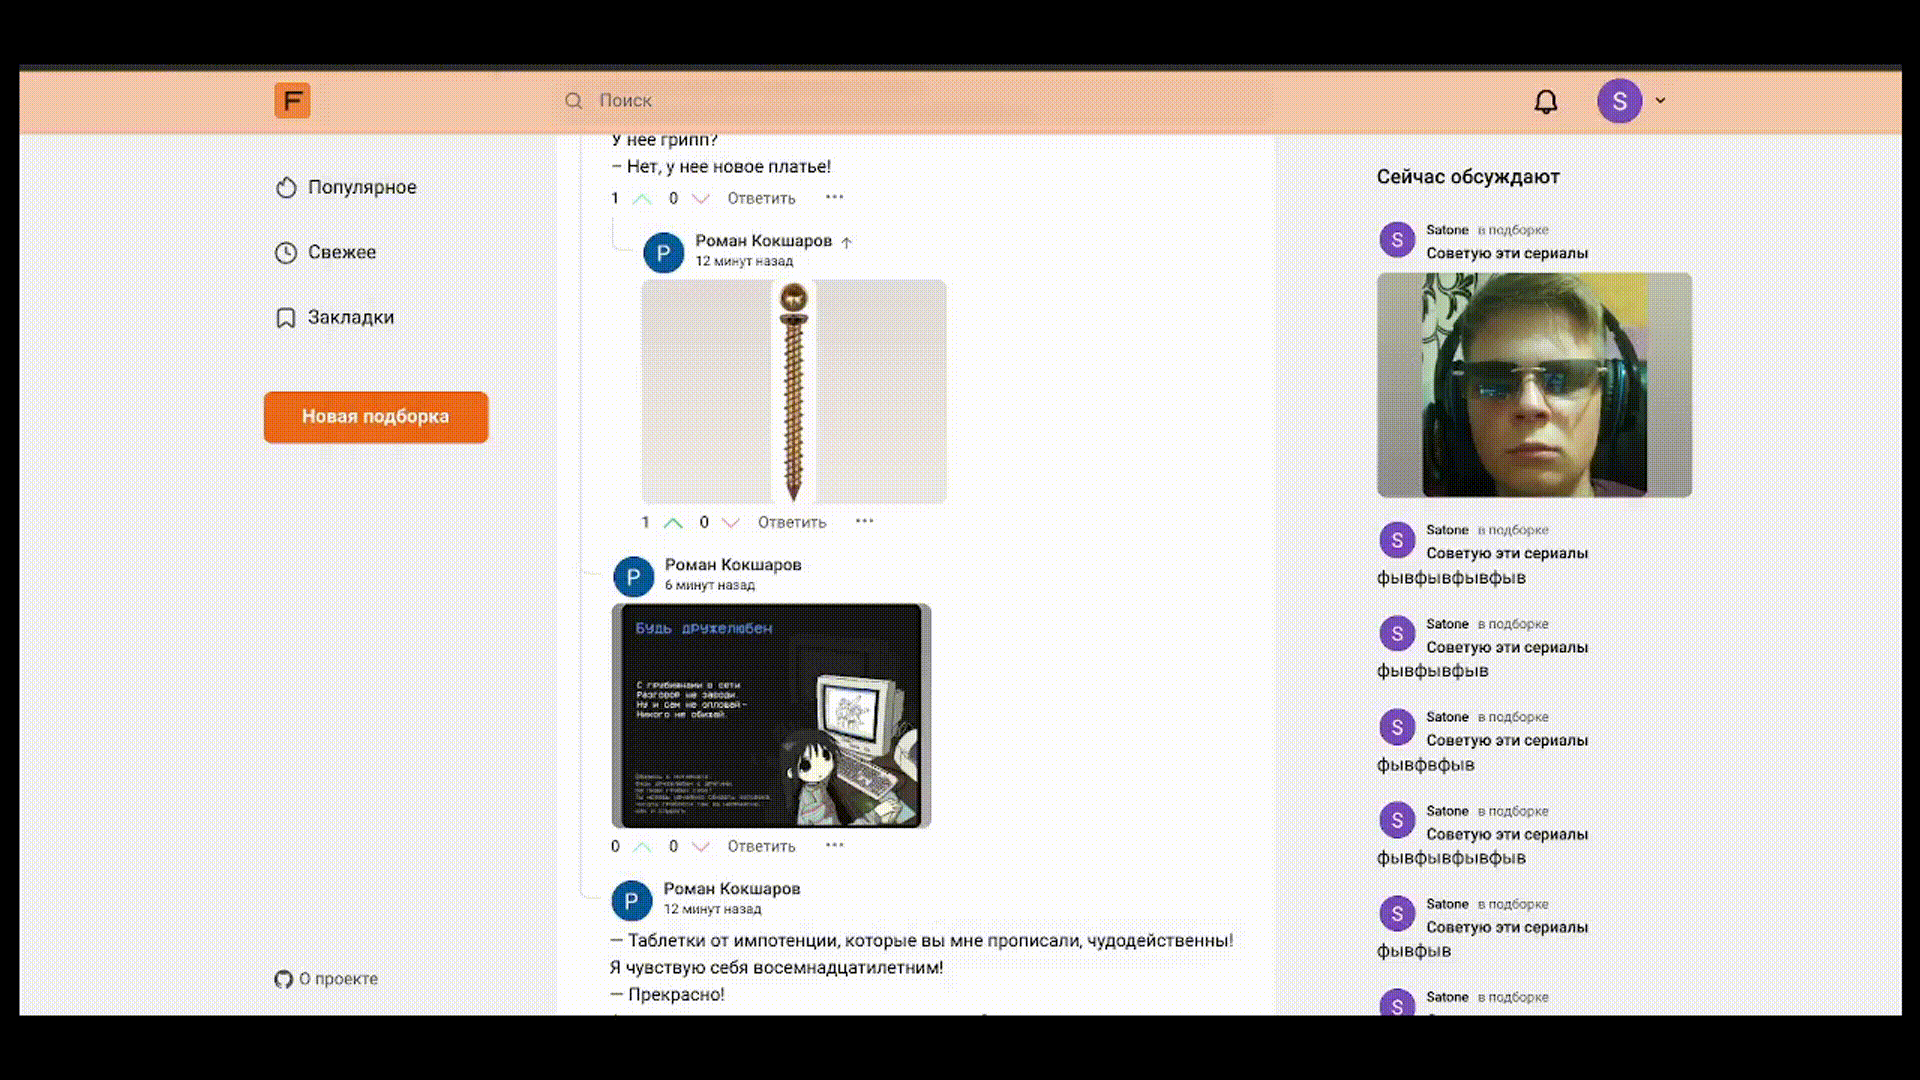 F
Поиск
S
Популярное
Свежее
Закладки
Новая подборка
О проекте
У нее грипп?
– Нет, у нее новое платье!
1 0 Ответить ...
Р
Роман Кокшаров
12 минут назад
1 0 Ответить ...
Р
Роман Кокшаров
6 минут назад
Будь дружелюбен
С грубиянами в сети
Разговор не заводи.
Ну и сам не оплошай-
Никого не обижай.
0 0 Ответить ...
Р
Роман Кокшаров
12 минут назад
— Таблетки от импотенции, которые вы мне прописали, чудодейственны!
Я чувствую себя восемнадцатилетним!
— Прекрасно!
Сейчас обсуждают
S
Satone в подборке
Советую эти сериалы
S
Satone в подборке
Советую эти сериалы
фывфывфывфыв
S
Satone в подборке
Советую эти сериалы
фывфывфыв
S
Satone в подборке
Советую эти сериалы
фывфвфыв
S
Satone в подборке
Советую эти сериалы
фывфывфывфыв
S
Satone в подборке
Советую эти сериалы
фывфыв
S
Satone в подборке